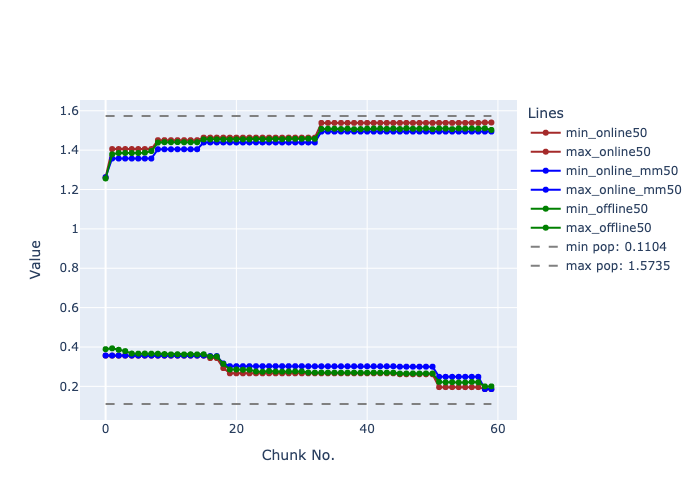 1.6
1.4
1.2
1
0.8
0.6
0.4
0.2
Value
0
20
40
60
Chunk No.
Lines
min_online50
max_online50
min_online_mm50
max_online_mm50
min_offline50
max_offline50
min pop: 0.1104
max pop: 1.5735